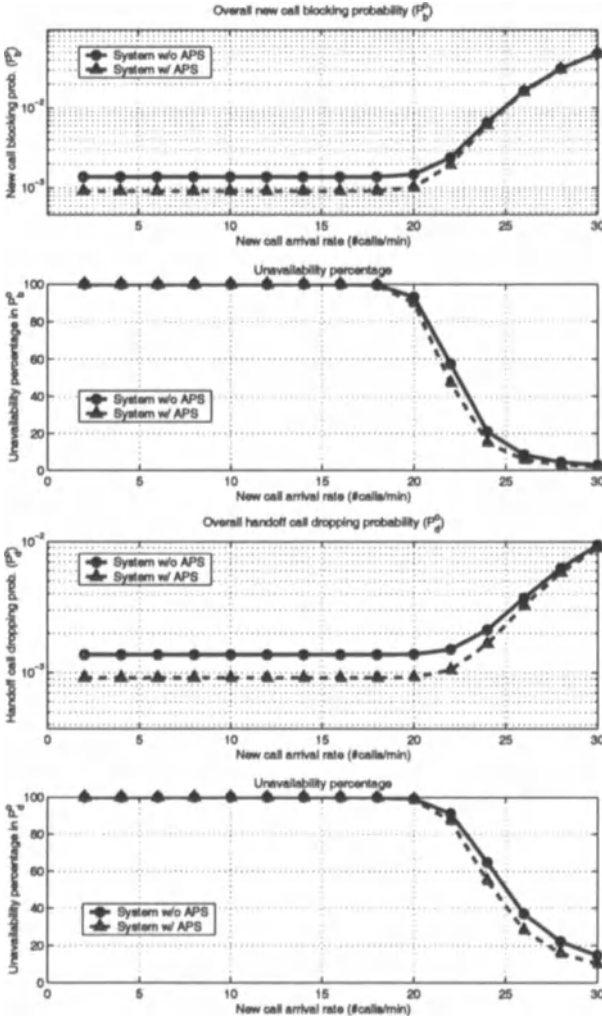 Overall new call blocking probability (P_b^o)
New call blocking prob. (P_b^o)
System w/o APS
System w/ APS
10^-2
10^-3
5 10 15 20 25 30
New call arrival rate (#calls/min)
Unavailability percentage
Unavailability percentage in P_b^o
100
80
60
40
20
0
System w/o APS
System w/ APS
0 5 10 15 20 25 30
New call arrival rate (#calls/min)
Overall handoff call dropping probability (P_d^o)
Handoff call dropping prob. (P_d^o)
10^-2
System w/o APS
System w/ APS
10^-3
0 5 10 15 20 25 30
New call arrival rate (#calls/min)
Unavailability percentage
Unavailability percentage in P_d^o
100
80
60
40
20
0
System w/o APS
System w/ APS
0 5 10 15 20 25 30
New call arrival rate (#calls/min)